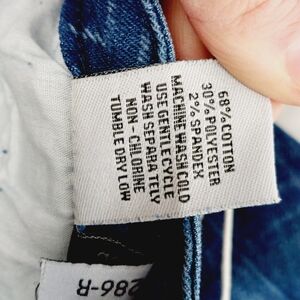 68% COTTON
30% POLYESTER
2% SPANDEX
MACHINE WASH COLD
USE GENTLE CYCLE
WASH SEPARATELY
NON - CHLORINE
TUMBLE DRY LOW
286-R